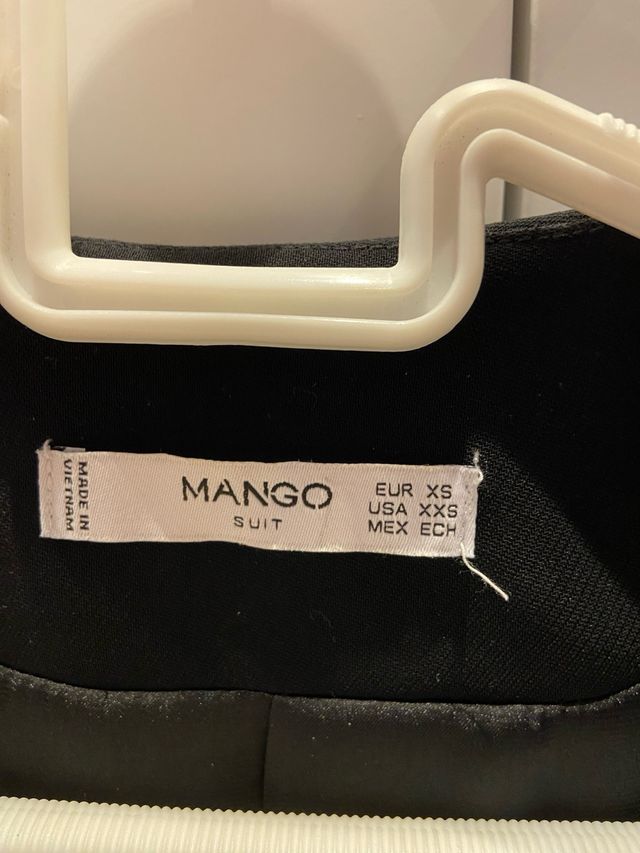 MADE IN
VIETNAM
MANGO
SUIT
EUR XS
USA XXS
MEX ECH